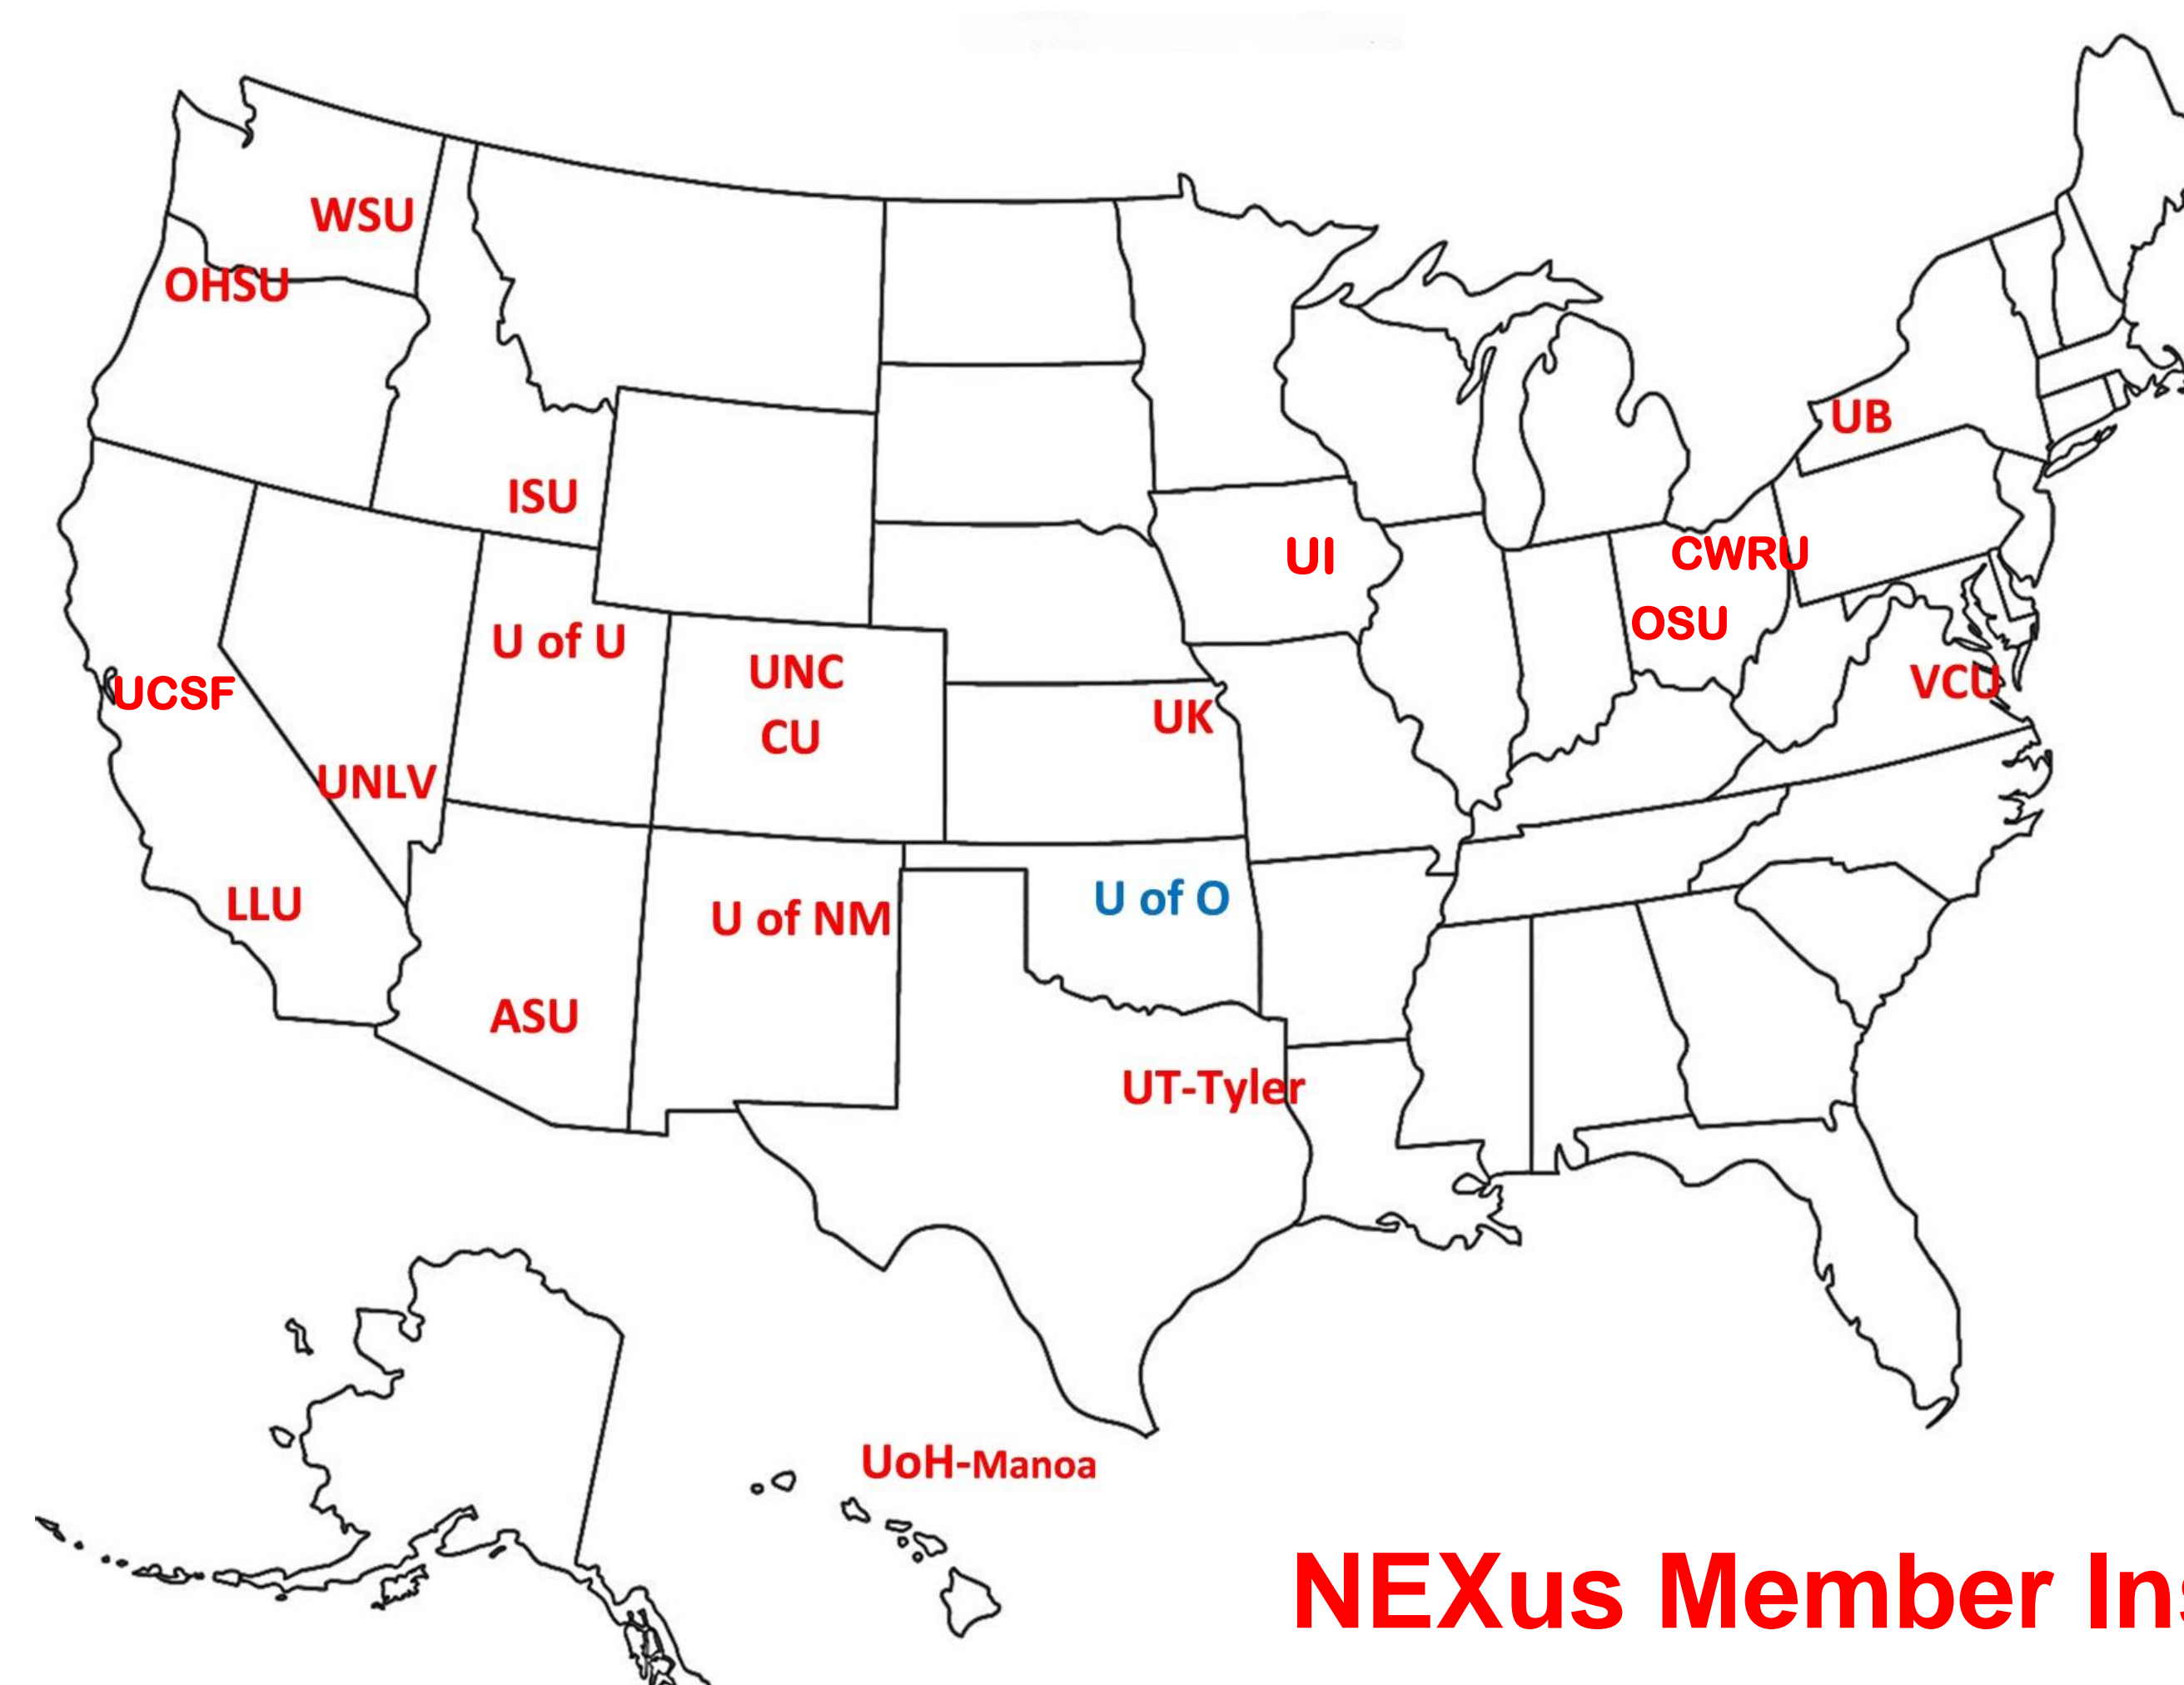 WSU
OHSU
UB
ISU
UI
CWRU
OSU
U of U
UNC
CU
UCSF
UK
VCU
UNLV
LLU
U of NM
U of O
ASU
UT-Tyler
UoH-Manoa
NEXus Member Ins